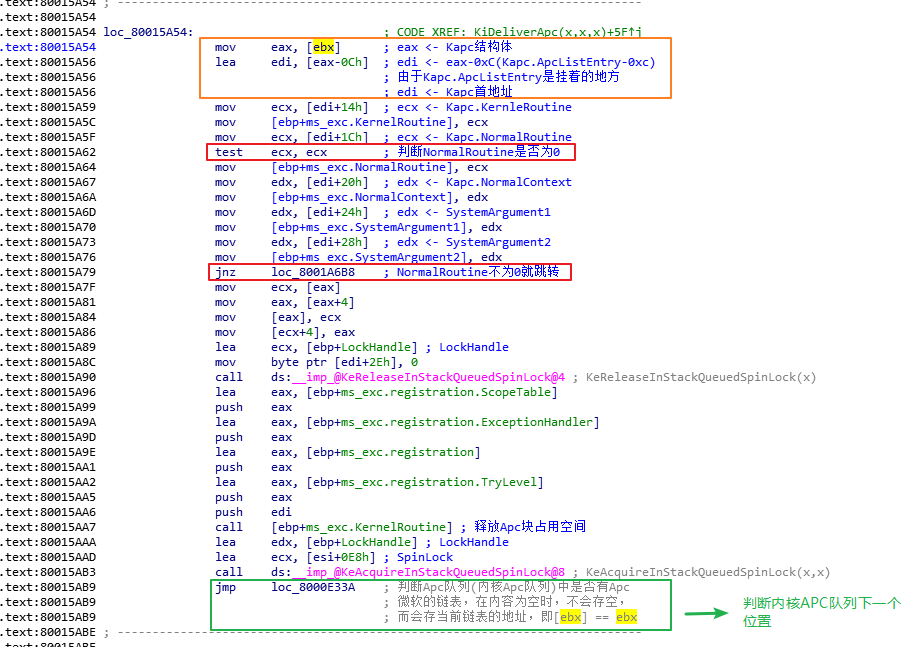 .text:80015A54 ; ---------------------------------------------------------------------------
.text:80015A54
.text:80015A54 loc_80015A54: ; CODE XREF: KiDeliverApc(x,x,x)+5F↑j
.text:80015A54 mov eax, [ebx] ; eax <- Kapc结构体
.text:80015A56 lea edi, [eax-0Ch] ; edi <- eax-0xC(Kapc.ApcListEntry-0xc)
.text:80015A56 ; 由于Kapc.ApcListEntry是挂着的地方
.text:80015A56 ; edi <- Kapc首地址
.text:80015A59 mov ecx, [edi+14h] ; ecx <- Kapc.KernleRoutine
.text:80015A5C mov [ebp+ms_exc.KernelRoutine], ecx
.text:80015A5F mov ecx, [edi+1Ch] ; ecx <- Kapc.NormalRoutine
.text:80015A62 test ecx, ecx ; 判断NormalRoutine是否为0
.text:80015A64 mov [ebp+ms_exc.NormalRoutine], ecx
.text:80015A67 mov edx, [edi+20h] ; edx <- Kapc.NormalContext
.text:80015A6A mov [ebp+ms_exc.NormalContext], edx
.text:80015A6D mov edx, [edi+24h] ; edx <- SystemArgument1
.text:80015A70 mov [ebp+ms_exc.SystemArgument1], edx
.text:80015A73 mov edx, [edi+28h] ; edx <- SystemArgument2
.text:80015A76 mov [ebp+ms_exc.SystemArgument2], edx
.text:80015A79 jnz loc_8001A6B8 ; NormalRoutine不为0就跳转
.text:80015A7F mov ecx, [eax]
.text:80015A81 mov eax, [eax+4]
.text:80015A84 mov [eax], ecx
.text:80015A86 mov [ecx+4], eax
.text:80015A89 lea ecx, [ebp+LockHandle] ; LockHandle
.text:80015A8C mov byte ptr [edi+2Eh], 0
.text:80015A90 call ds:__imp_@KeReleaseInStackQueuedSpinLock@4 ; KeReleaseInStackQueuedSpinLock(x)
.text:80015A96 lea eax, [ebp+ms_exc.registration.ScopeTable]
.text:80015A99 push eax
.text:80015A9A lea eax, [ebp+ms_exc.registration.ExceptionHandler]
.text:80015A9D push eax
.text:80015A9E lea eax, [ebp+ms_exc.registration]
.text:80015AA1 push eax
.text:80015AA2 lea eax, [ebp+ms_exc.registration.TryLevel]
.text:80015AA5 push eax
.text:80015AA6 push edi
.text:80015AA7 call [ebp+ms_exc.KernelRoutine] ; 释放Apc块占用空间
.text:80015AAA lea edx, [ebp+LockHandle] ; LockHandle
.text:80015AAD lea ecx, [esi+0E8h] ; SpinLock
.text:80015AB3 call ds:__imp_@KeAcquireInStackQueuedSpinLock@8 ; KeAcquireInStackQueuedSpinLock(x,x)
.text:80015AB9 jmp loc_8000E33A ; 判断Apc队列(内核Apc队列)中是否有Apc
.text:80015AB9 ; 微软的链表，在内容为空时，不会存空，
.text:80015AB9 ; 而会存当前链表的地址，即[ebx] == ebx
判断内核APC队列下一个
位置
.text:80015ABE ; ---------------------------------------------------------------------------
.text:80015ABE